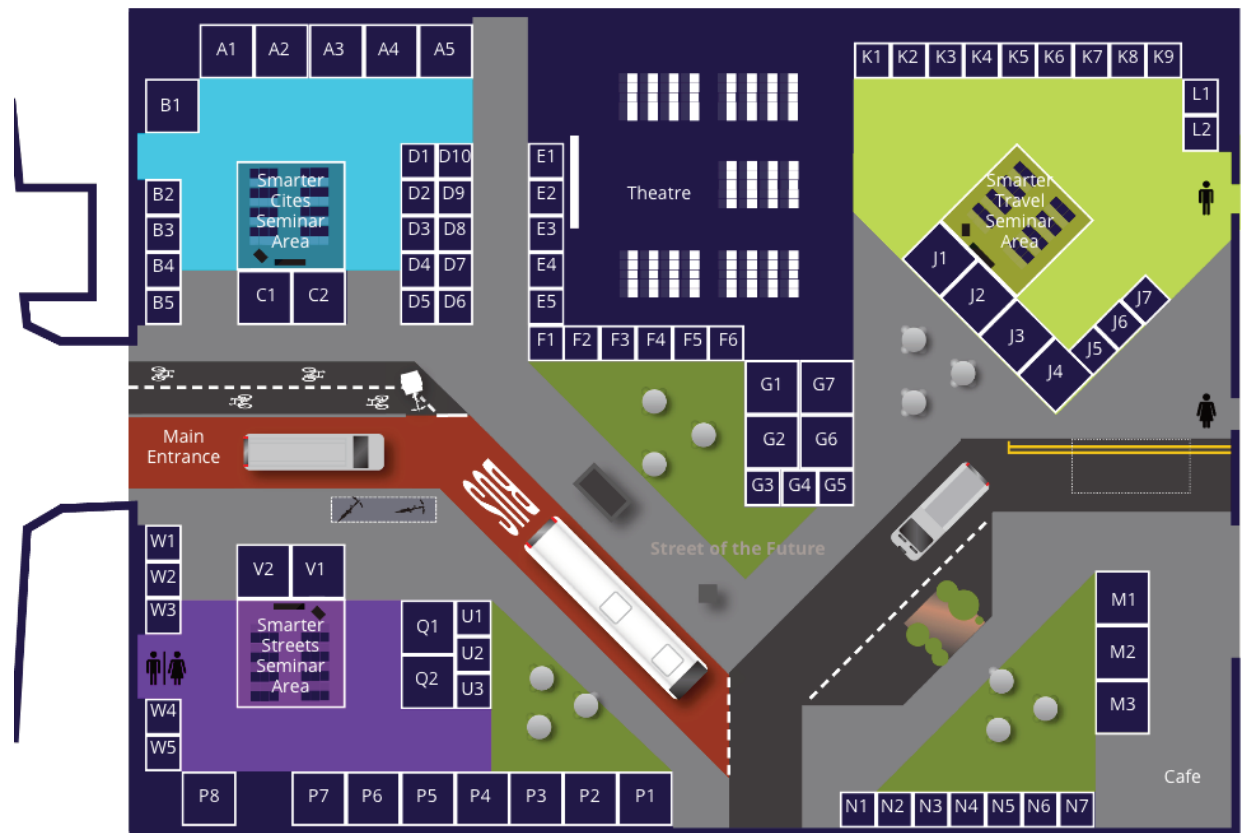 A1 A2 A3 A4 A5
K1 K2 K3 K4 K5 K6 K7 K8 K9
B1
L1
L2
D1 D10
E1
D2 D9
E2
D3 D8
E3
D4 D7
E4
D5 D6
E5
Smarter
Cites
Seminar
Area
Theatre
Smarter
Travel
Seminar
Area
B2
B3
B4
B5
C1 C2
J1
J2
J3
J4
J5
J6
J7
F1 F2 F3 F4 F5 F6
G1 G7
G2 G6
G3 G4 G5
Main
Entrance
BUS
Street of the Future
W1
W2
W3
V2 V1
Smarter
Streets
Seminar
Area
Q1
Q2
U1
U2
U3
M1
M2
M3
W4
W5
Cafe
P8 P7 P6 P5 P4 P3 P2 P1
N1 N2 N3 N4 N5 N6 N7